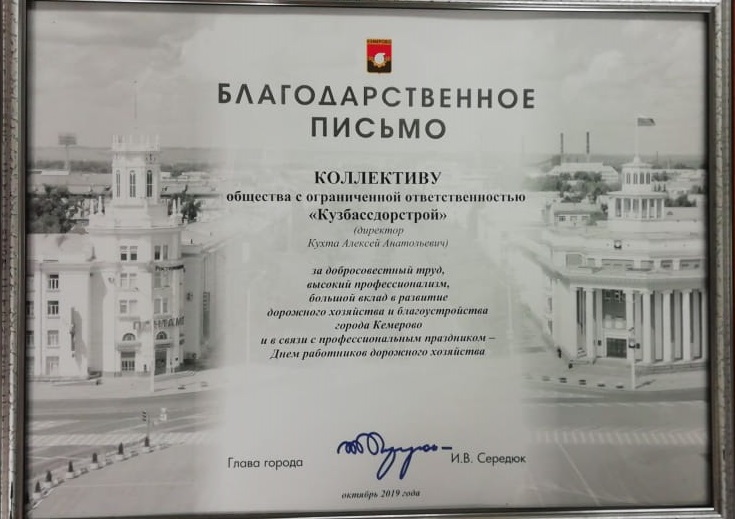 КЕМЕРОВО
БЛАГОДАРСТВЕННОЕ
ПИСЬМО
КОЛЛЕКТИВУ
общества с ограниченной ответственностью
«Кузбассдорстрой»
(директор
Кухта Алексей Анатольевич)
за добросовестный труд,
высокий профессионализм,
большой вклад в развитие
дорожного хозяйства и благоустройства
города Кемерово
и в связи с профессиональным праздником –
Днем работников дорожного хозяйства
Глава города
И.В. Середюк
октябрь 2019 года